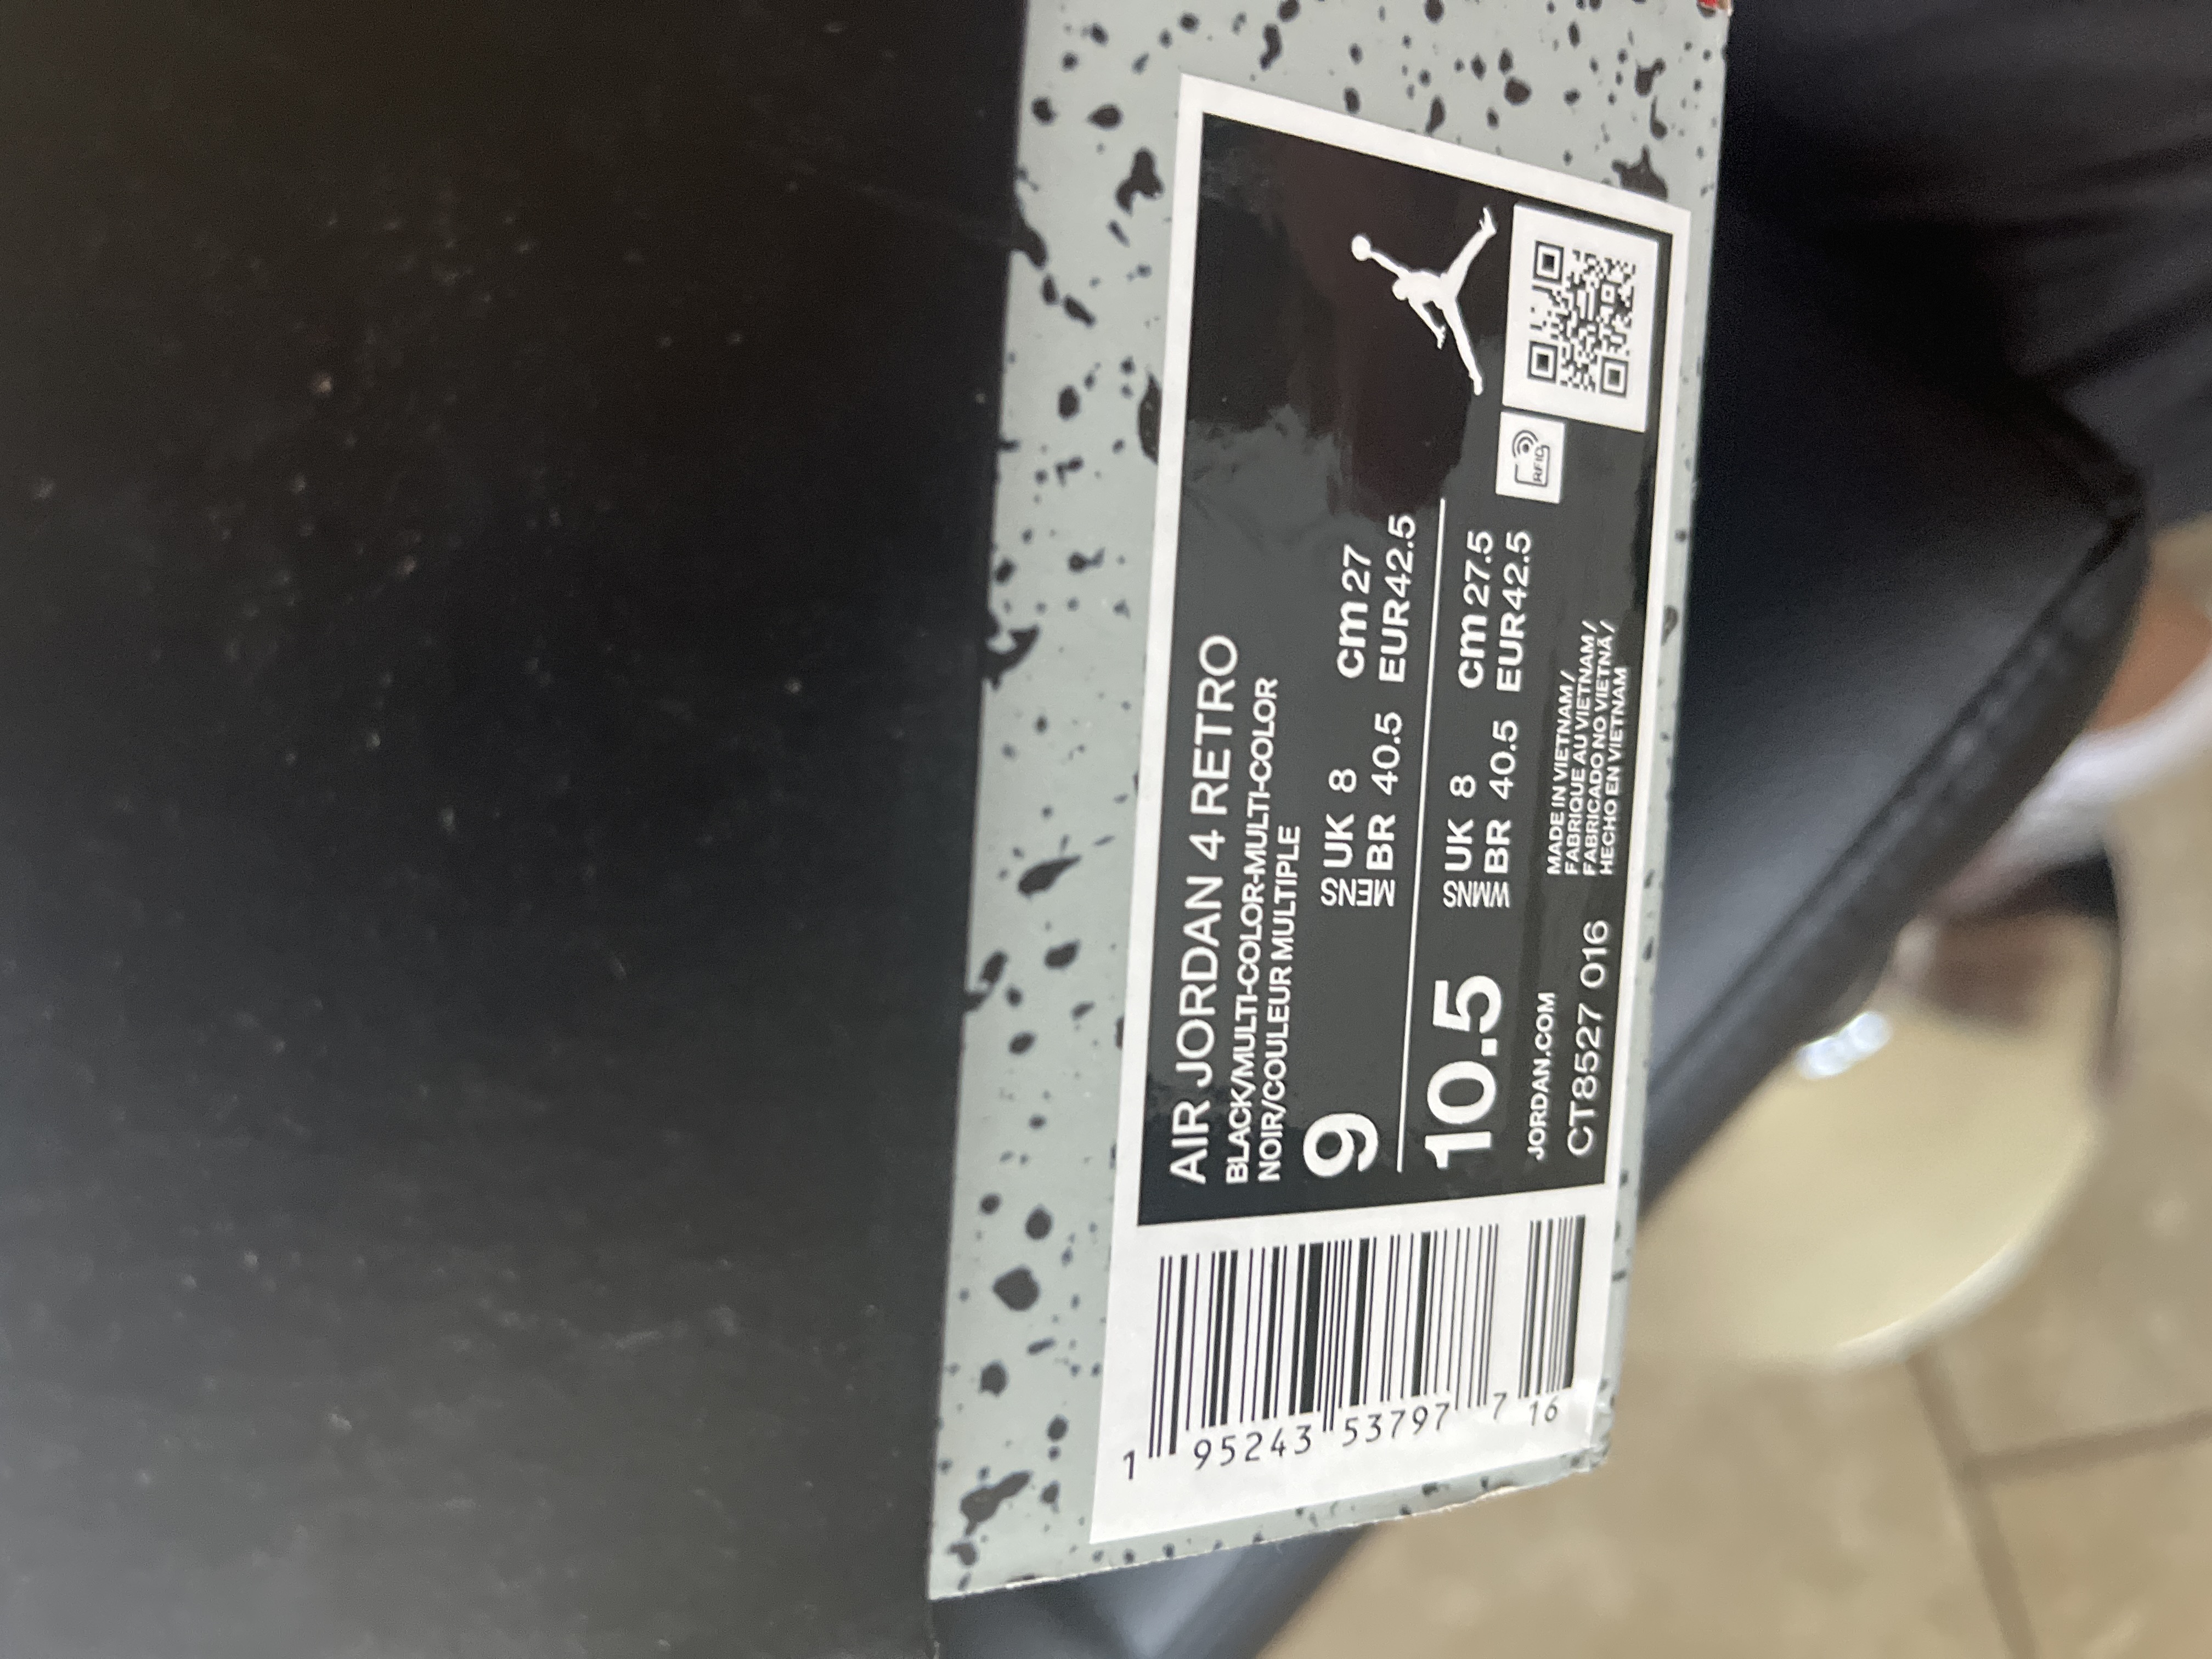 AIR JORDAN 4 RETRO
BLACK/MULTI-COLOR-MULTI-COLOR
NOIR/COULEUR MULTIPLE
9 MENS UK 8 cm 27
BR 40.5 EUR 42.5
10.5 WMNS UK 8 cm 27.5
BR 40.5 EUR 42.5
RFID
JORDAN.COM
CT8527 016
MADE IN VIETNAM/
FABRIQUE AU VIETNAM/
FABRICADO NO VIETNÃ/
HECHO EN VIETNAM
1 95243 53797 7 16